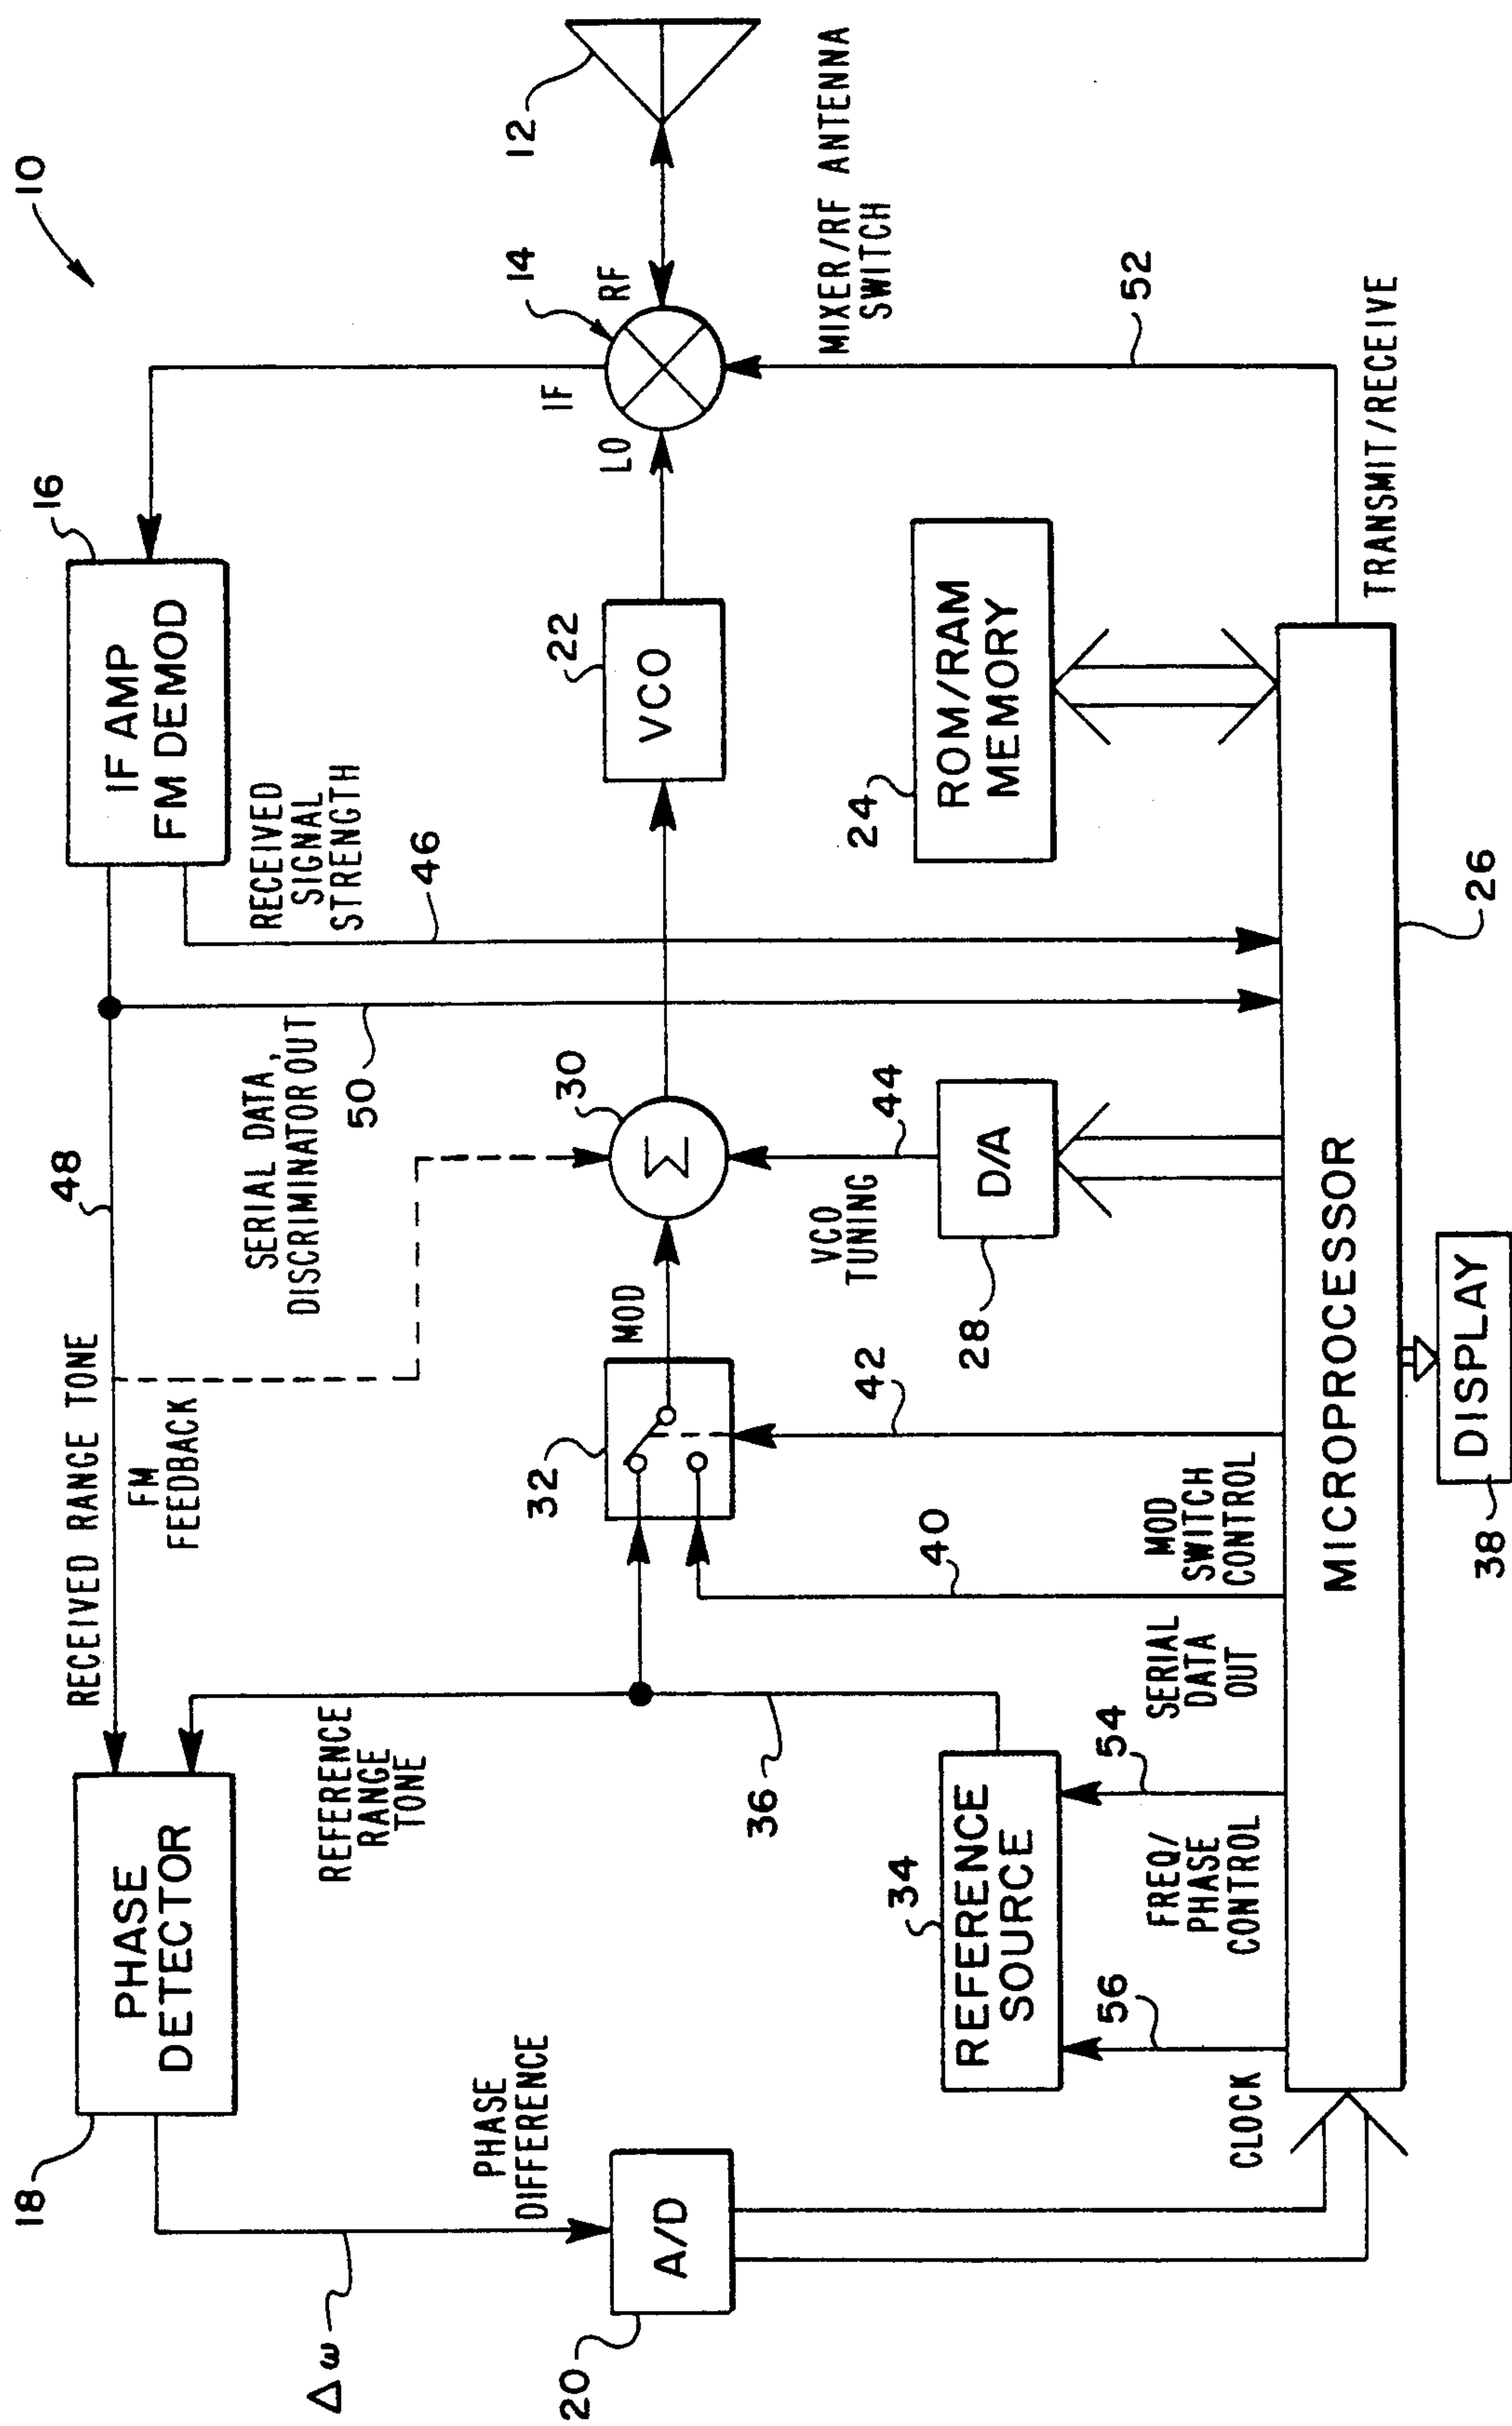 10
12
14
RF
IF
LO
MIXER/RF ANTENNA
SWITCH
52
TRANSMIT/RECEIVE
16
IF AMP
FM DEMOD
RECEIVED
SIGNAL
STRENGTH
46
22
VCO
24
ROM/RAM
MEMORY
26
MICROPROCESSOR
48
SERIAL DATA,
DISCRIMINATOR OUT
50
30
Σ
44
VCO
TUNING
D/A
28
RECEIVED RANGE TONE
FM
FEEDBACK
MOD
32
42
MOD
SWITCH
CONTROL
40
SERIAL
DATA
OUT
DISPLAY
38
18
PHASE
DETECTOR
REFERENCE
RANGE
TONE
36
34
REFERENCE
SOURCE
54
FREQ/
PHASE
CONTROL
56
CLOCK
PHASE
DIFFERENCE
Δω
A/D
20